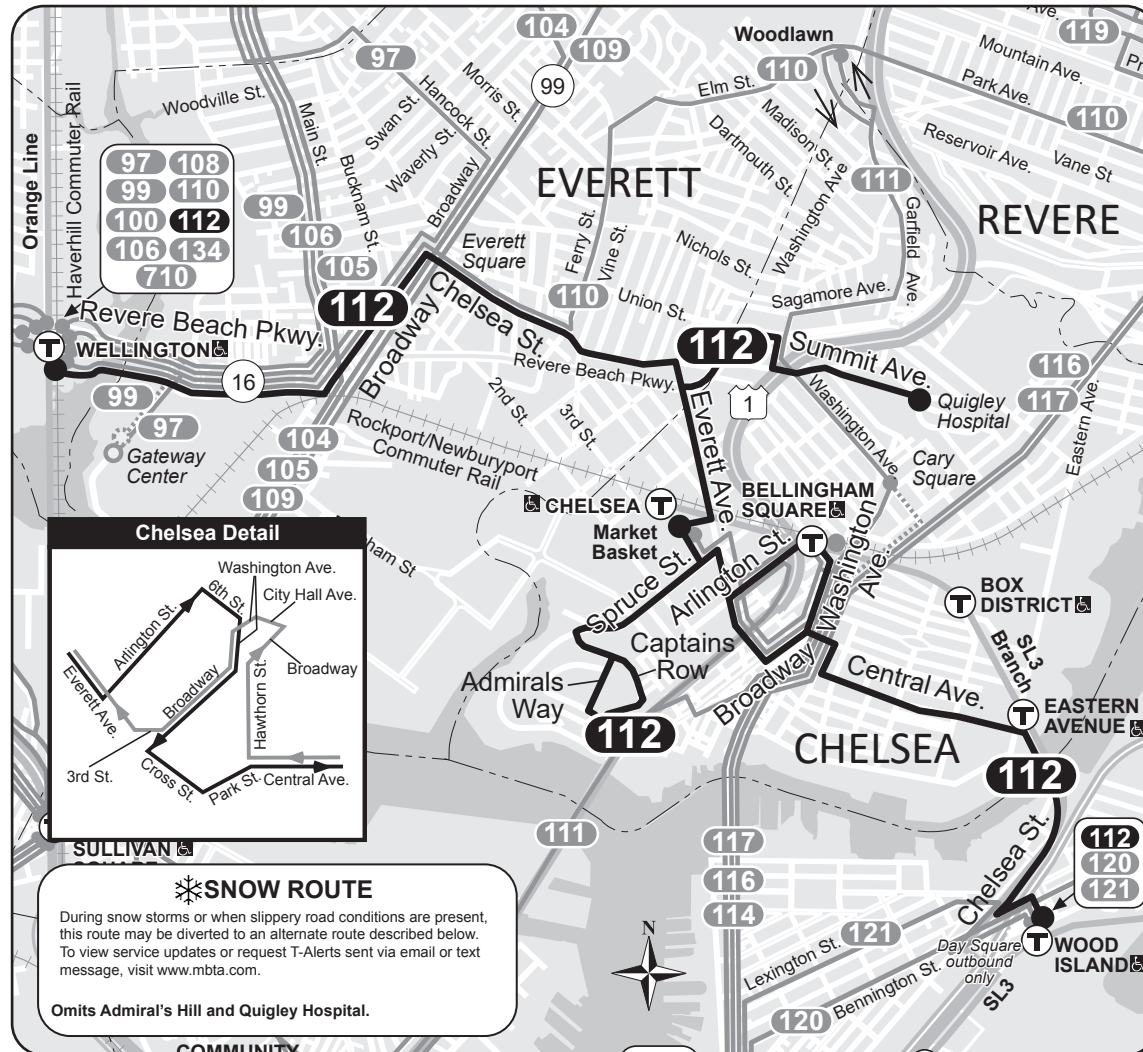 104
109
97
99
Woodlawn
110
119
Ave.
Mountain Ave.
Park Ave.
110
Vane St
Reservoir Ave.
Orange Line
Haverhill Commuter Rail
Woodville St.
Main St.
Bucknam St.
Swan St.
Waverly St.
Hancock St.
Morris St.
Broadway
Elm St.
Madison St.
Dartmouth St.
Washington Ave
111
Garfield Ave.
EVERETT
REVERE
97 108
99 110
100 112
106 134
710
99
106
105
112
Everett
Square
Ferry St.
Vine St.
110
Nichols St.
Union St.
Sagamore Ave.
Revere Beach Pkwy.
T
WELLINGTON
16
Broadway
Chelsea St.
Revere Beach Pkwy.
112
Summit Ave.
1
116
117
Eastern Ave.
Quigley
Hospital
99
97
Gateway
Center
104
105
109
2nd St.
3rd St.
Rockport/Newburyport
Commuter Rail
Everett Ave.
Washington Ave
Cary
Square
CHELSEA T
Market
Basket
BELLINGHAM
SQUARE
T
Spruce St.
Arlington St.
Washington
Ave.
Captains
Row
Admirals
Way
112
Broadway
Central Ave.
T
BOX
DISTRICT
SL3
Branch
T
EASTERN
AVENUE
CHELSEA
112
Chelsea St.
112
120
121
T
WOOD
ISLAND
Day Square
outbound
only
SL3
111
117
116
114
Lexington St.
121
Bennington St.
120
N
ham St
Chelsea Detail
Washington Ave.
City Hall Ave.
6th St.
Arlington St.
Broadway
Broadway
Hawthorn St.
Everett Ave.
3rd St.
Cross St.
Park St.
Central Ave.
SULLIVAN
SNOW ROUTE
During snow storms or when slippery road conditions are present,
this route may be diverted to an alternate route described below.
To view service updates or request T-Alerts sent via email or text
message, visit www.mbta.com.
Omits Admiral's Hill and Quigley Hospital.
COMMUNITY